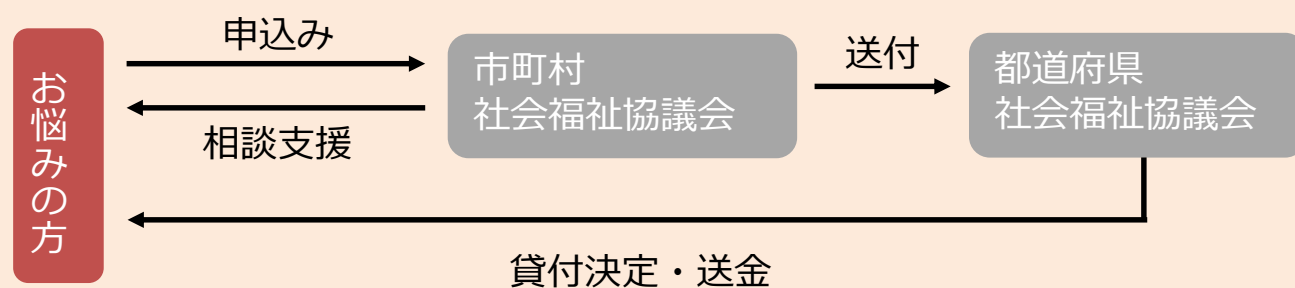 お悩みの方
申込み
相談支援
市町村
社会福祉協議会
送付
都道府県
社会福祉協議会
貸付決定・送金